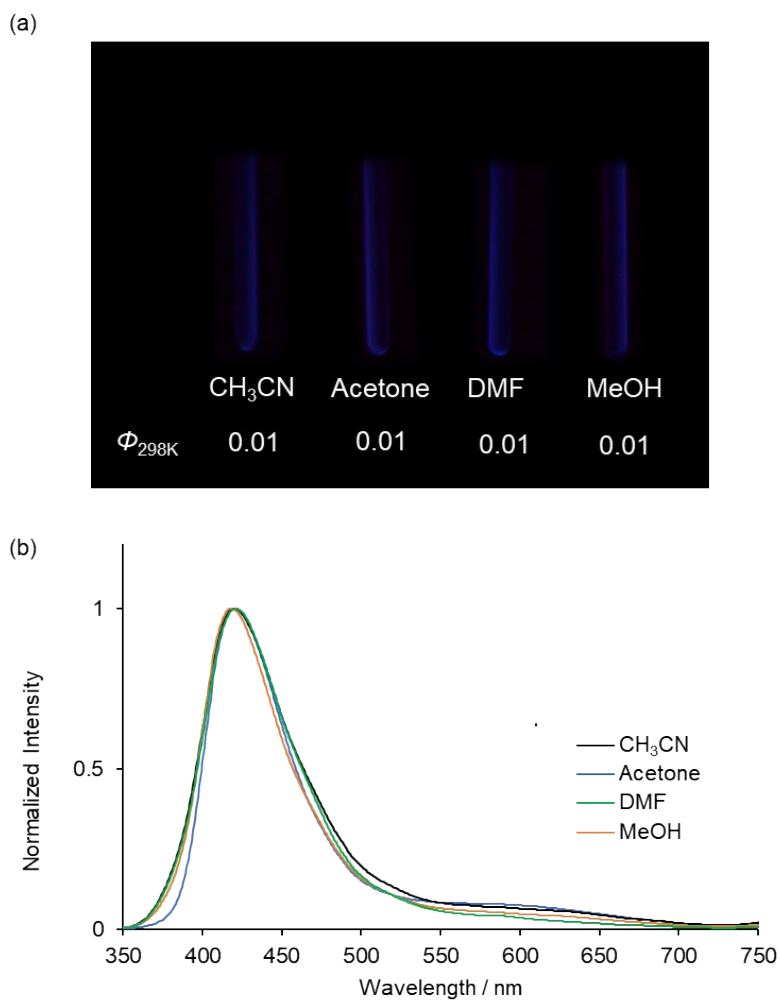 (a)
CH₃CN Acetone DMF MeOH
Φ₂₉₈K 0.01 0.01 0.01 0.01
(b)
Normalized Intensity
1
0.5
0
350 400 450 500 550 600 650 700 750
Wavelength / nm
CH₃CN
Acetone
DMF
MeOH